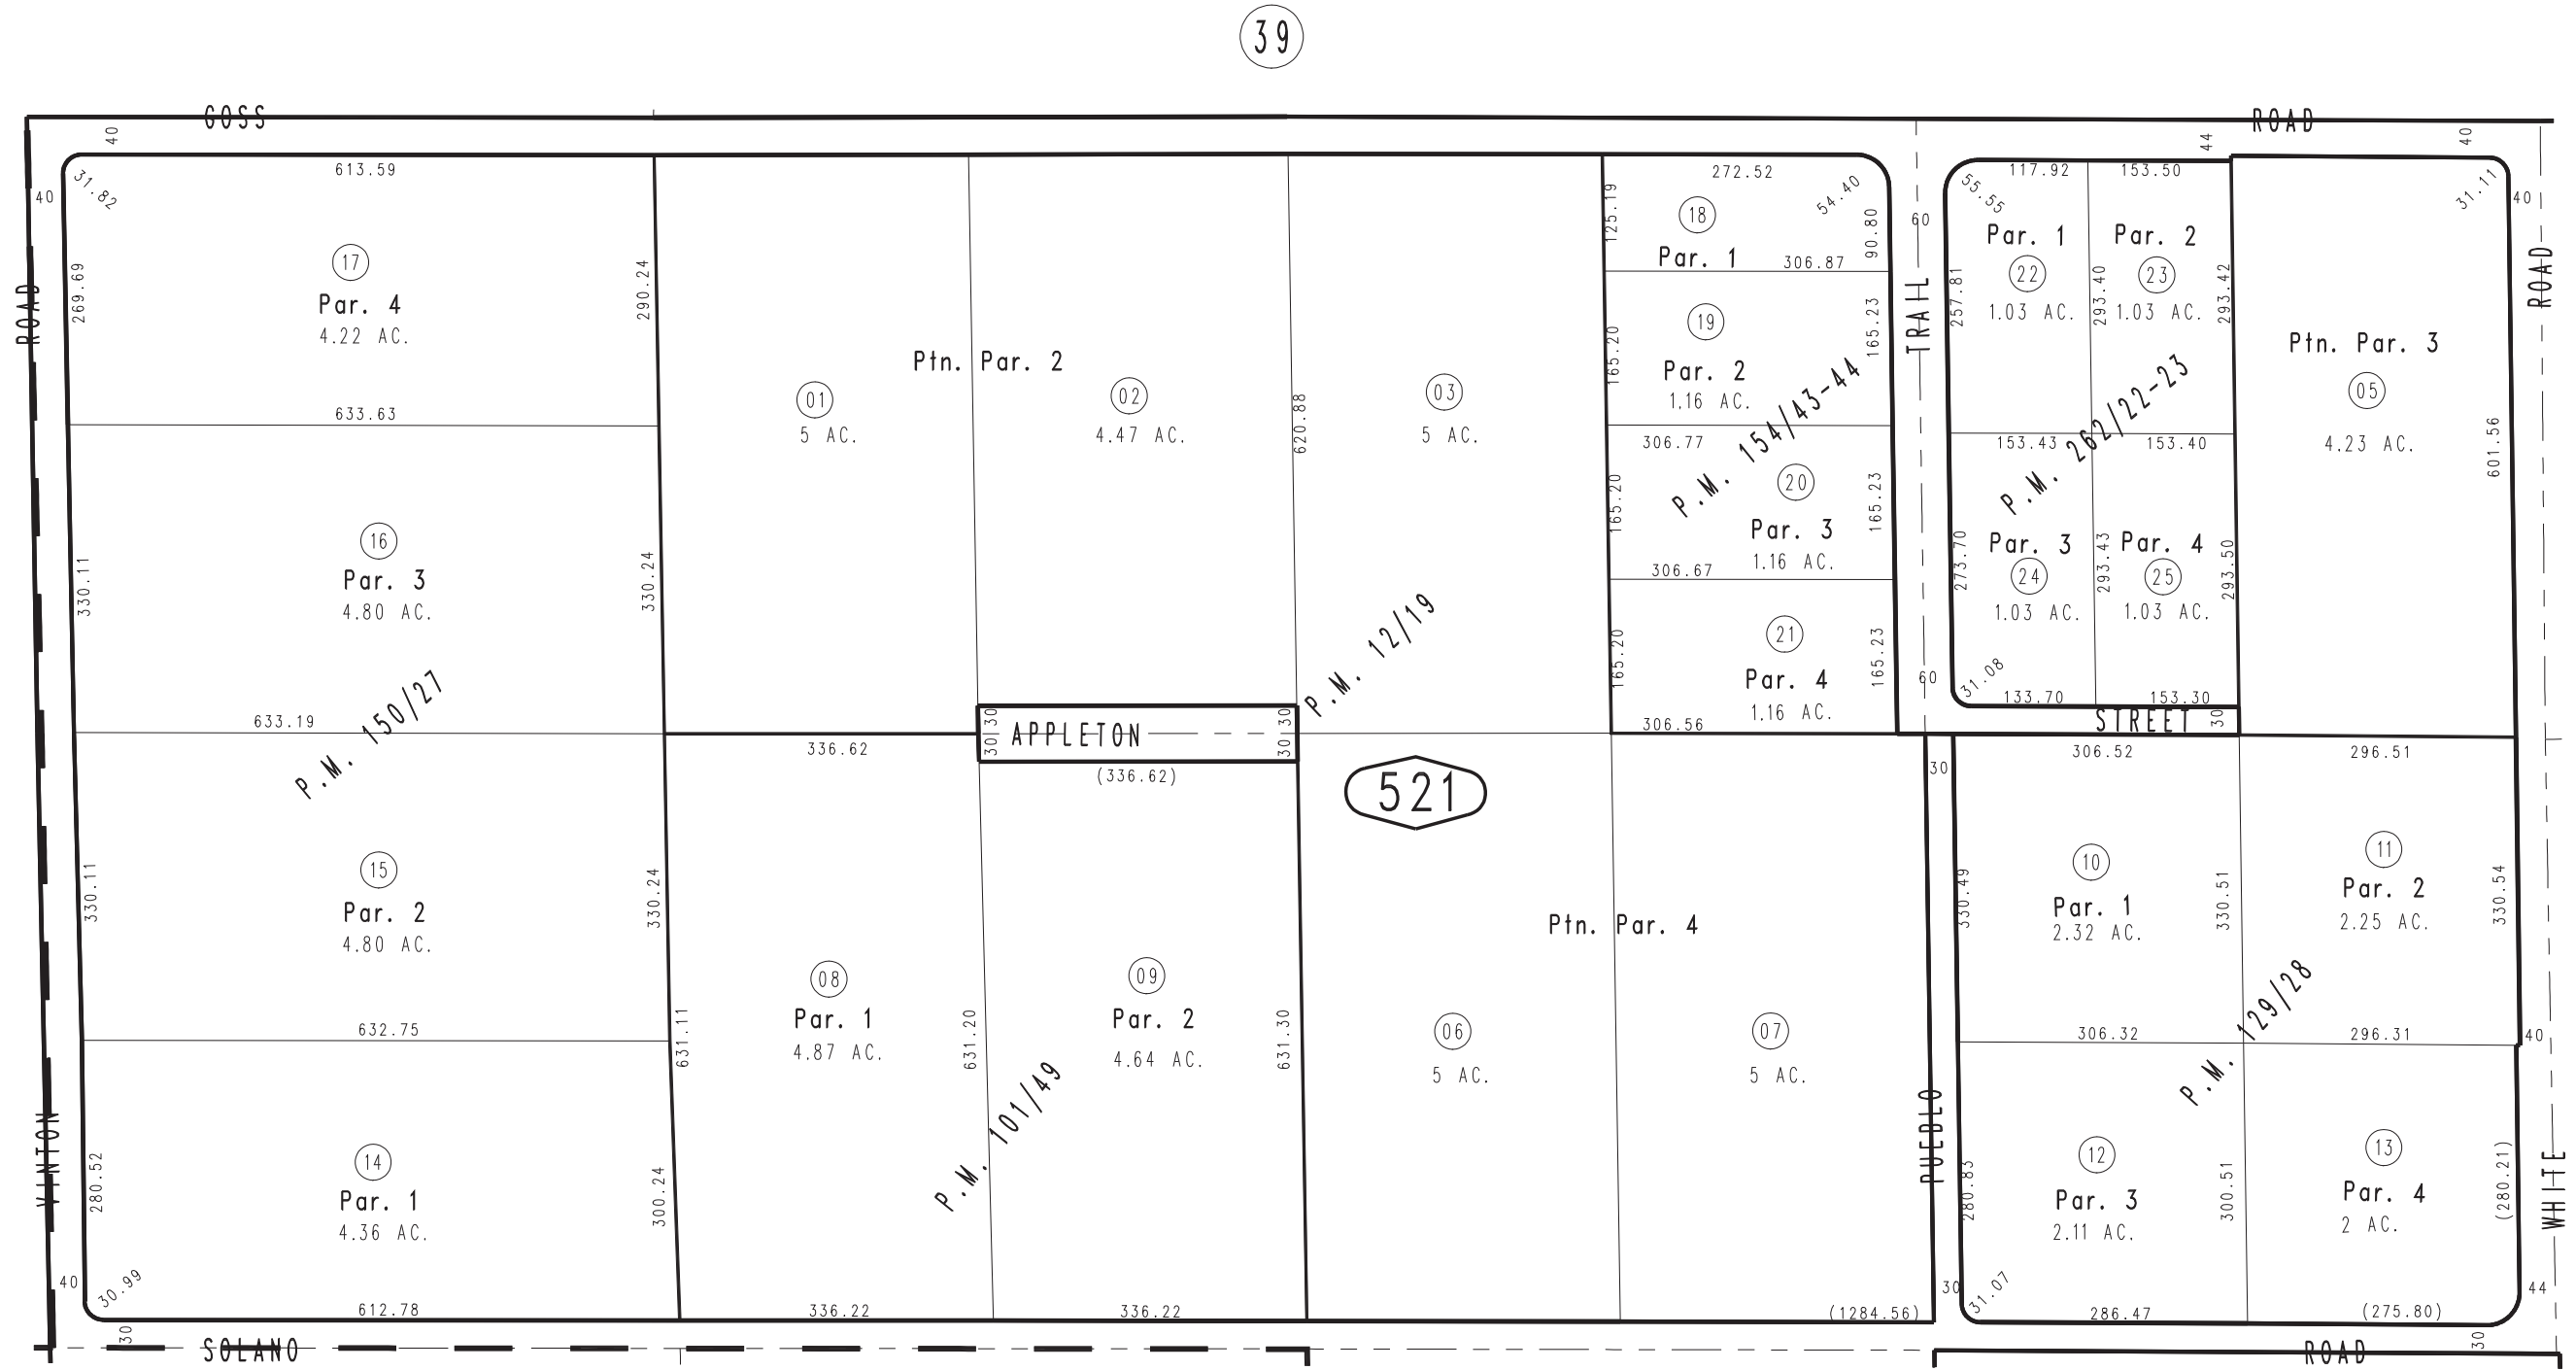 39
GOSS ROAD
40
44
40
613.59
272.52
117.92
153.50
40
31.82
54.40
60
55.55
31.11
40
ROAD
269.69
17
Par. 4
4.22 AC.
290.24
633.63
Ptn. Par. 2
01
5 AC.
02
4.47 AC.
620.88
03
5 AC.
125.19
18
Par. 1
90.80
306.87
165.20
19
Par. 2
1.16 AC.
165.23
306.77
P.M. 154/43-44
165.20
20
Par. 3
1.16 AC.
165.23
306.67
165.20
21
Par. 4
1.16 AC.
165.23
306.56
TRAIL
60
257.81
Par. 1
22
1.03 AC.
293.40
Par. 2
23
1.03 AC.
293.42
153.43
153.40
P.M. 262/22-23
273.70
Par. 3
24
1.03 AC.
293.43
Par. 4
25
1.03 AC.
293.50
31.08
133.70
153.30
STREET
30
Ptn. Par. 3
05
4.23 AC.
601.56
ROAD
330.11
16
Par. 3
4.80 AC.
330.24
633.19
P.M. 150/27
P.M. 12/19
30
30
APPLETON
30
30
336.62
(336.62)
521
30
306.52
296.51
330.11
15
Par. 2
4.80 AC.
330.24
632.75
Ptn. Par. 4
330.49
10
Par. 1
2.32 AC.
330.51
11
Par. 2
2.25 AC.
330.54
306.32
296.31
40
P.M. 129/28
631.11
08
Par. 1
4.87 AC.
631.20
09
Par. 2
4.64 AC.
631.30
P.M. 101/49
06
5 AC.
07
5 AC.
PUEBLO
VINTON
280.52
14
Par. 1
4.36 AC.
300.24
280.83
12
Par. 3
2.11 AC.
300.51
13
Par. 4
2 AC.
(280.21)
WHITE
40
30.99
30
31.07
44
612.78
336.22
336.22
(1284.56)
286.47
(275.80)
30
30
SOLANO ROAD